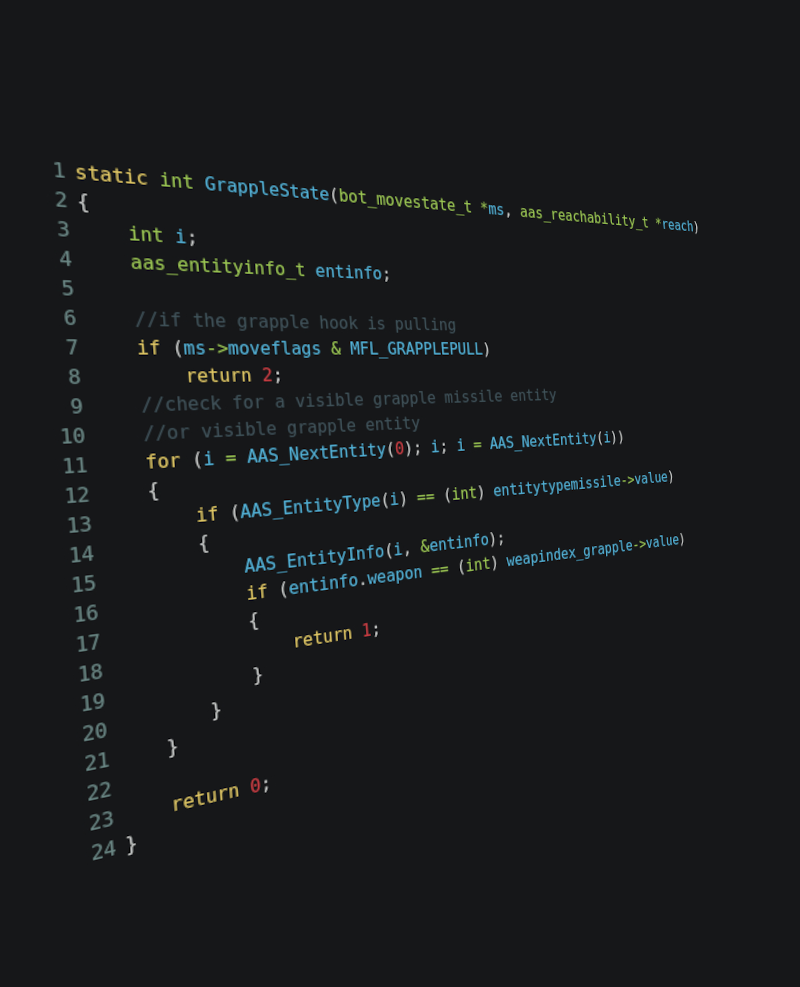 1 static int GrappleState(bot_movestate_t *ms, aas_reachability_t *reach)
2 {
3     int i;
4     aas_entityinfo_t entinfo;
5
6     //if the grapple hook is pulling
7     if (ms->moveflags & MFL_GRAPPLEPULL)
8         return 2;
9     //check for a visible grapple missile entity
10     //or visible grapple entity
11     for (i = AAS_NextEntity(0); i; i = AAS_NextEntity(i))
12     {
13         if (AAS_EntityType(i) == (int) entitytypemissile->value)
14         {
15             AAS_EntityInfo(i, &entinfo);
16             if (entinfo.weapon == (int) weapindex_grapple->value)
17             {
18                 return 1;
19             }
20         }
21     }
22
23     return 0;
24 }